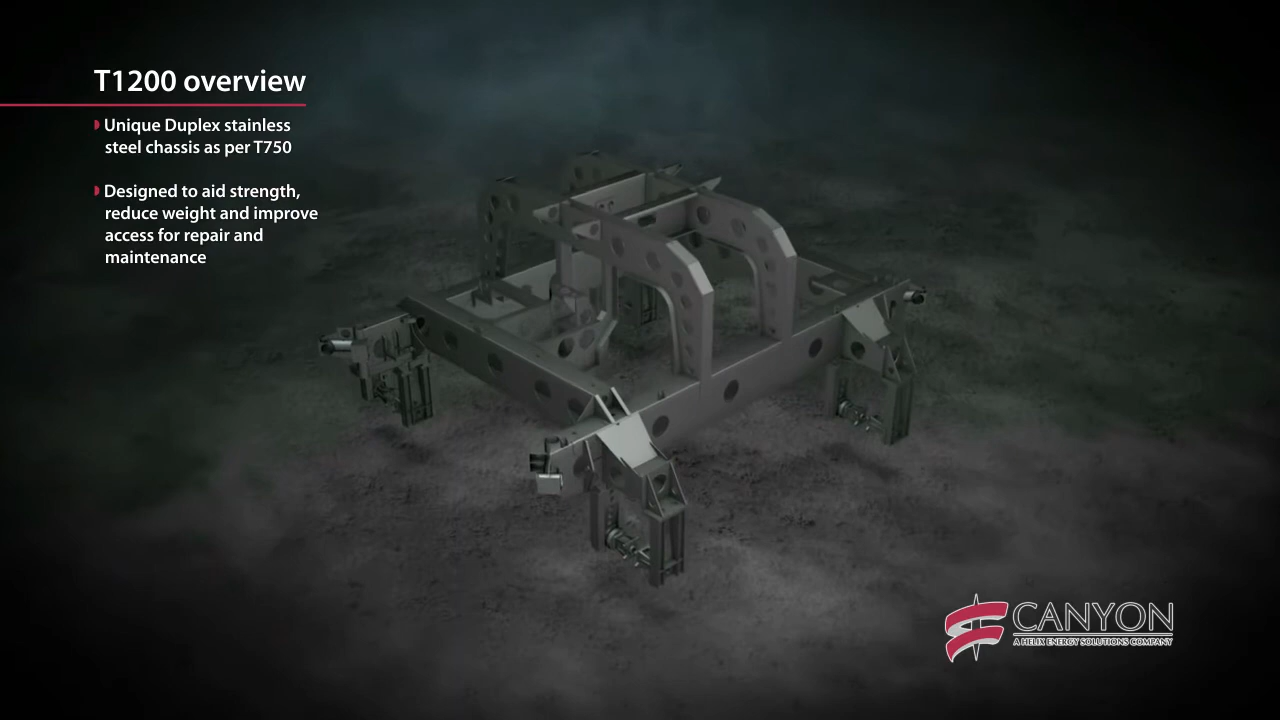 T1200 overview
Unique Duplex stainless
steel chassis as per T750
Designed to aid strength,
reduce weight and improve
access for repair and
maintenance
CANYON
A HELIX ENERGY SOLUTIONS COMPANY